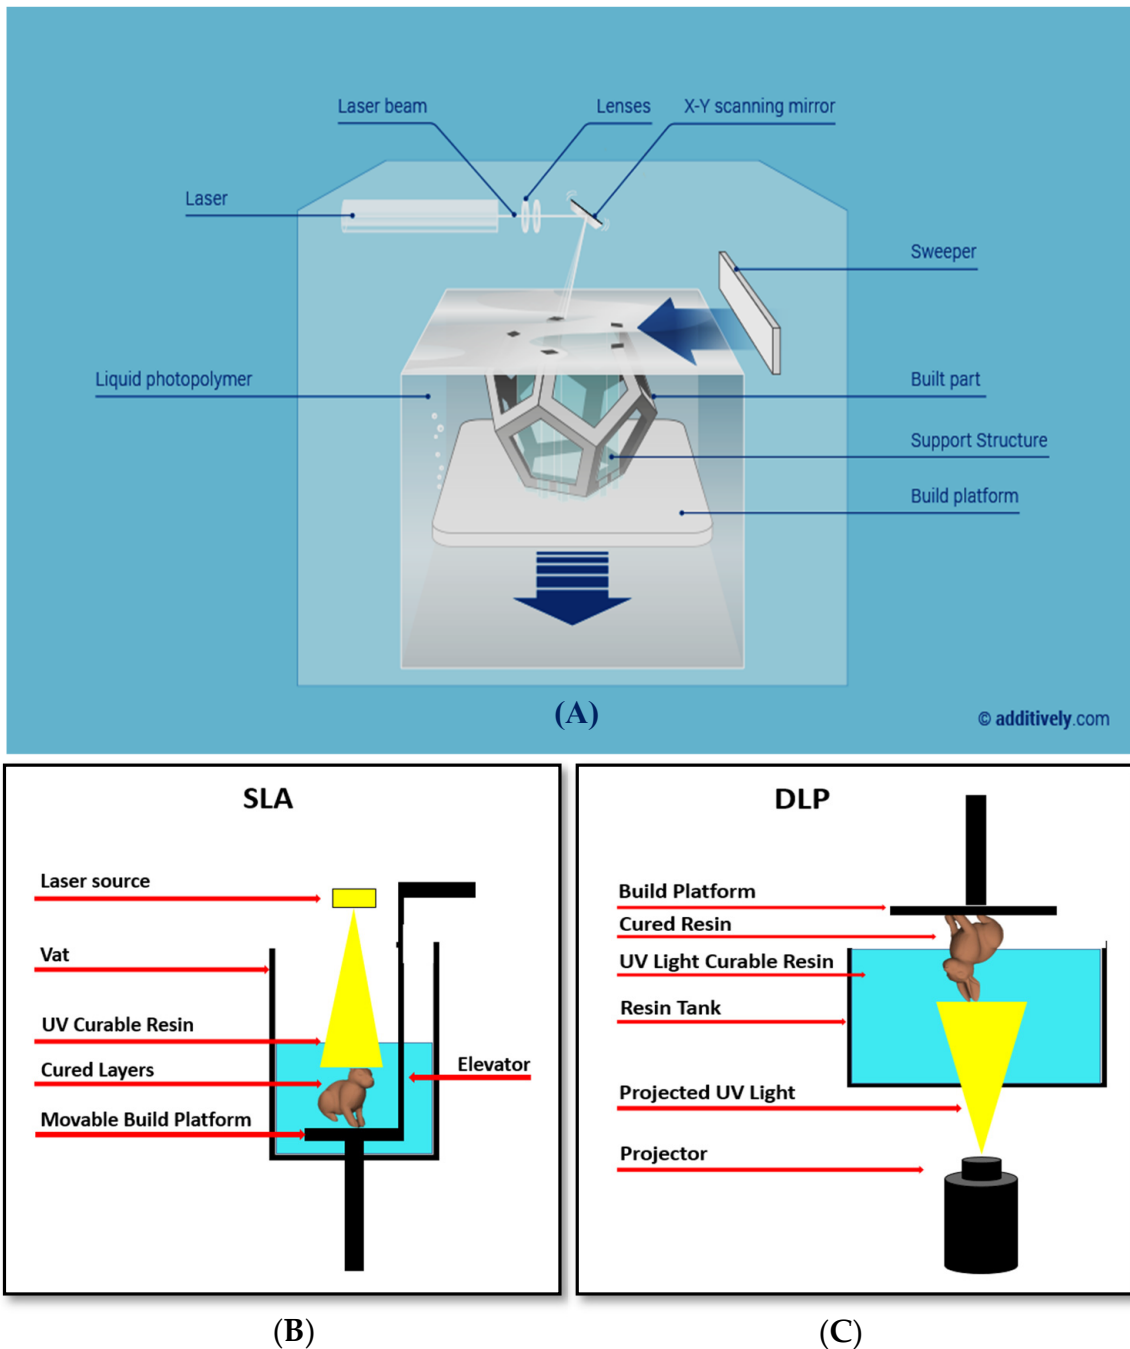 Laser beam
Lenses
X-Y scanning mirror
Laser
Sweeper
Liquid photopolymer
Built part
Support Structure
Build platform
(A)
© additively.com
SLA
Laser source
Vat
UV Curable Resin
Cured Layers
Elevator
Movable Build Platform
(B)
DLP
Build Platform
Cured Resin
UV Light Curable Resin
Resin Tank
Projected UV Light
Projector
(C)